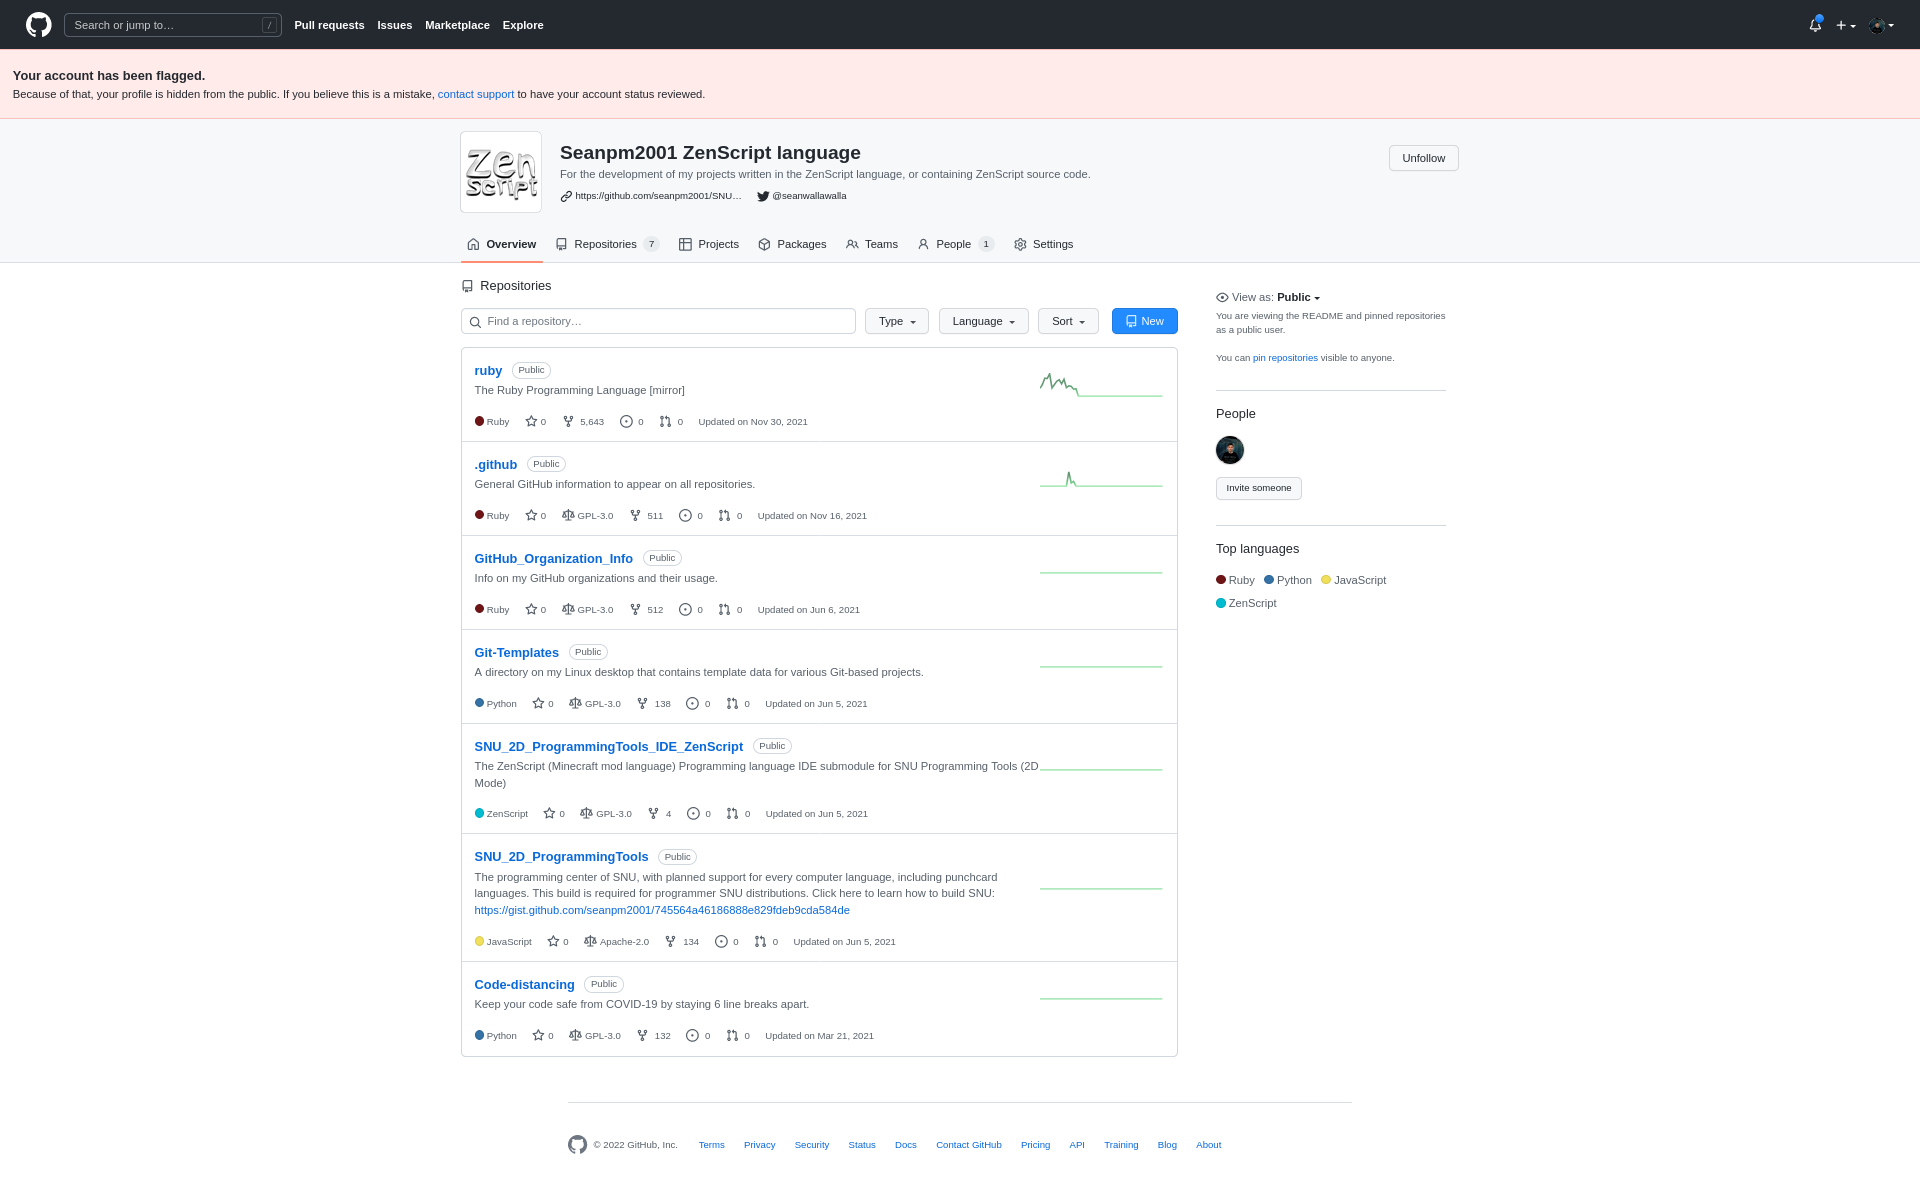 Search or jump to…
/
Pull requests Issues Marketplace Explore
Your account has been flagged.
Because of that, your profile is hidden from the public. If you believe this is a mistake, contact support to have your account status reviewed.
Zen
Script
Seanpm2001 ZenScript language
For the development of my projects written in the ZenScript language, or containing ZenScript source code.
https://github.com/seanpm2001/SNU… @seanwallawalla
Unfollow
Overview Repositories 7 Projects Packages Teams People 1 Settings
Repositories
Find a repository…
Type Language Sort New
ruby Public
The Ruby Programming Language [mirror]
Ruby 0 5,643 0 0 Updated on Nov 30, 2021
.github Public
General GitHub information to appear on all repositories.
Ruby 0 GPL-3.0 511 0 0 Updated on Nov 16, 2021
GitHub_Organization_Info Public
Info on my GitHub organizations and their usage.
Ruby 0 GPL-3.0 512 0 0 Updated on Jun 6, 2021
Git-Templates Public
A directory on my Linux desktop that contains template data for various Git-based projects.
Python 0 GPL-3.0 138 0 0 Updated on Jun 5, 2021
SNU_2D_ProgrammingTools_IDE_ZenScript Public
The ZenScript (Minecraft mod language) Programming language IDE submodule for SNU Programming Tools (2D
Mode)
ZenScript 0 GPL-3.0 4 0 0 Updated on Jun 5, 2021
SNU_2D_ProgrammingTools Public
The programming center of SNU, with planned support for every computer language, including punchcard
languages. This build is required for programmer SNU distributions. Click here to learn how to build SNU:
https://gist.github.com/seanpm2001/745564a46186888e829fdeb9cda584de
JavaScript 0 Apache-2.0 134 0 0 Updated on Jun 5, 2021
Code-distancing Public
Keep your code safe from COVID-19 by staying 6 line breaks apart.
Python 0 GPL-3.0 132 0 0 Updated on Mar 21, 2021
View as: Public
You are viewing the README and pinned repositories
as a public user.
You can pin repositories visible to anyone.
People
Invite someone
Top languages
Ruby Python JavaScript
ZenScript
© 2022 GitHub, Inc. Terms Privacy Security Status Docs Contact GitHub Pricing API Training Blog About